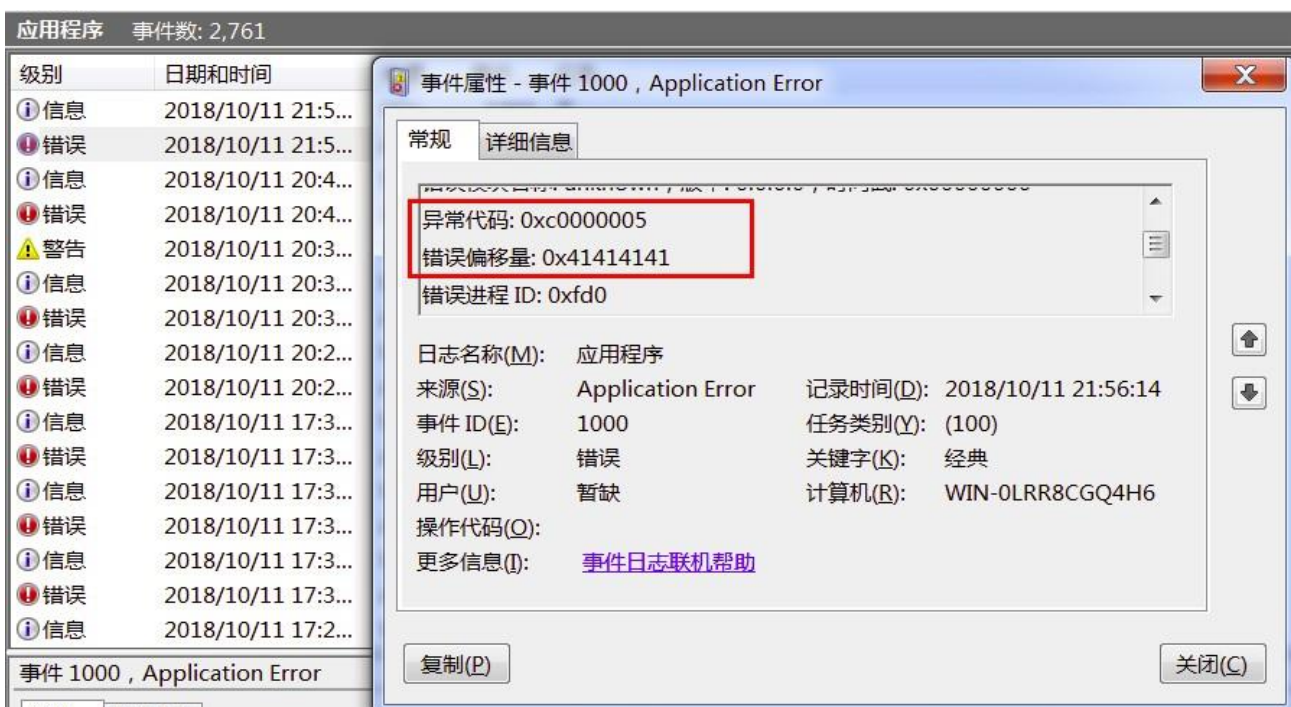 应用程序 事件数: 2,761
级别 日期和时间
信息 2018/10/11 21:5...
错误 2018/10/11 21:5...
信息 2018/10/11 20:4...
错误 2018/10/11 20:4...
警告 2018/10/11 20:3...
信息 2018/10/11 20:3...
错误 2018/10/11 20:3...
信息 2018/10/11 20:2...
错误 2018/10/11 20:2...
信息 2018/10/11 17:3...
错误 2018/10/11 17:3...
信息 2018/10/11 17:3...
错误 2018/10/11 17:3...
信息 2018/10/11 17:3...
错误 2018/10/11 17:3...
信息 2018/10/11 17:2...
事件 1000，Application Error
事件属性 - 事件 1000，Application Error
X
常规 详细信息
异常代码: 0xc0000005
错误偏移量: 0x41414141
错误进程 ID: 0xfd0
日志名称(M): 应用程序
来源(S): Application Error 记录时间(D): 2018/10/11 21:56:14
事件 ID(E): 1000 任务类别(Y): (100)
级别(L): 错误 关键字(K): 经典
用户(U): 暂缺 计算机(R): WIN-0LRR8CGQ4H6
操作代码(O):
更多信息(I): 事件日志联机帮助
复制(P) 关闭(C)